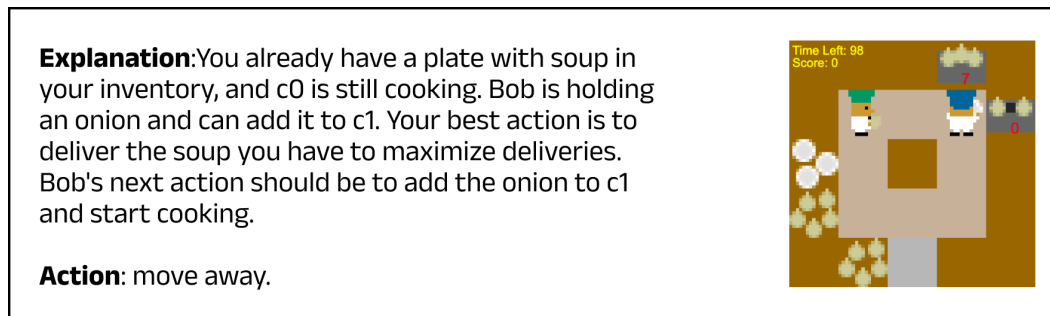 Explanation:You already have a plate with soup in
your inventory, and c0 is still cooking. Bob is holding
an onion and can add it to c1. Your best action is to
deliver the soup you have to maximize deliveries.
Bob's next action should be to add the onion to c1
and start cooking.
Action: move away.
Time Left: 98
Score: 0
7
0